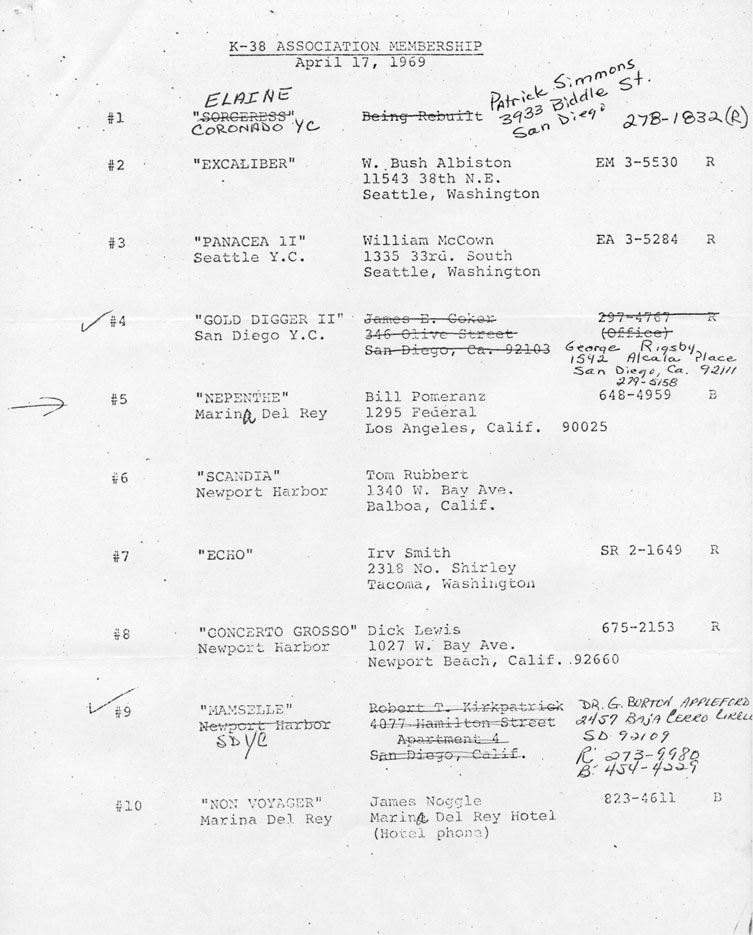 K-38 ASSOCIATION MEMBERSHIP
April 17, 1969
ELAINE
#1 "SORCERESS" Being Rebuilt
CORONADO YC
Patrick Simmons
3933 Biddle St.
San Diego
278-1832 (R)
#2 "EXCALIBER" W. Bush Albiston EM 3-5530 R
11543 38th N.E.
Seattle, Washington
#3 "PANACEA II" William McCown EA 3-5284 R
Seattle Y.C. 1335 33rd. South
Seattle, Washington
#4 "GOLD DIGGER II" James E. Coker 297-4767 R
San Diego Y.C. 346 Olive Street (Office)
San Diego, Ca. 92103
George Rigsby
1542 Alcala Place
San Diego, Ca. 92111
279-5158
#5 "NEPENTHE" Bill Pomeranz 648-4959 B
Marina Del Rey 1295 Federal
Los Angeles, Calif. 90025
#6 "SCANDIA" Tom Rubbert
Newport Harbor 1340 W. Bay Ave.
Balboa, Calif.
#7 "ECHO" Irv Smith SR 2-1649 R
2318 No. Shirley
Tacoma, Washington
#8 "CONCERTO GROSSO" Dick Lewis 675-2153 R
Newport Harbor 1027 W. Bay Ave.
Newport Beach, Calif. 92660
#9 "MAMSELLE" Robert T. Kirkpatrick
Newport Harbor 4077 Hamilton Street
SDYC Apartment 4
San Diego, Calif.
DR. G. BURTON APPLEFORD
2457 BAJA CERRO CIRCLE
SD 92109
R: 273-9980
B: 454-4229
#10 "NON VOYAGER" James Noggle 823-4611 B
Marina Del Rey Marina Del Rey Hotel
(Hotel phone)